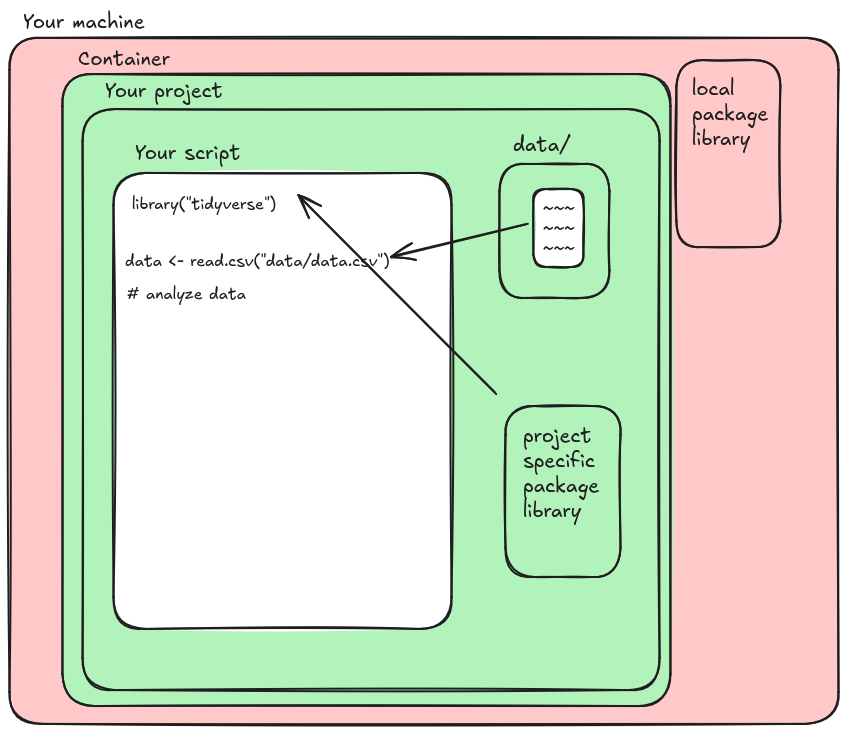 Your machine
Container
Your project
local
package
library
Your script
data/
library("tidyverse")
~~~
~~~
~~~
data <- read.csv("data/data.csv")
# analyze data
project
specific
package
library